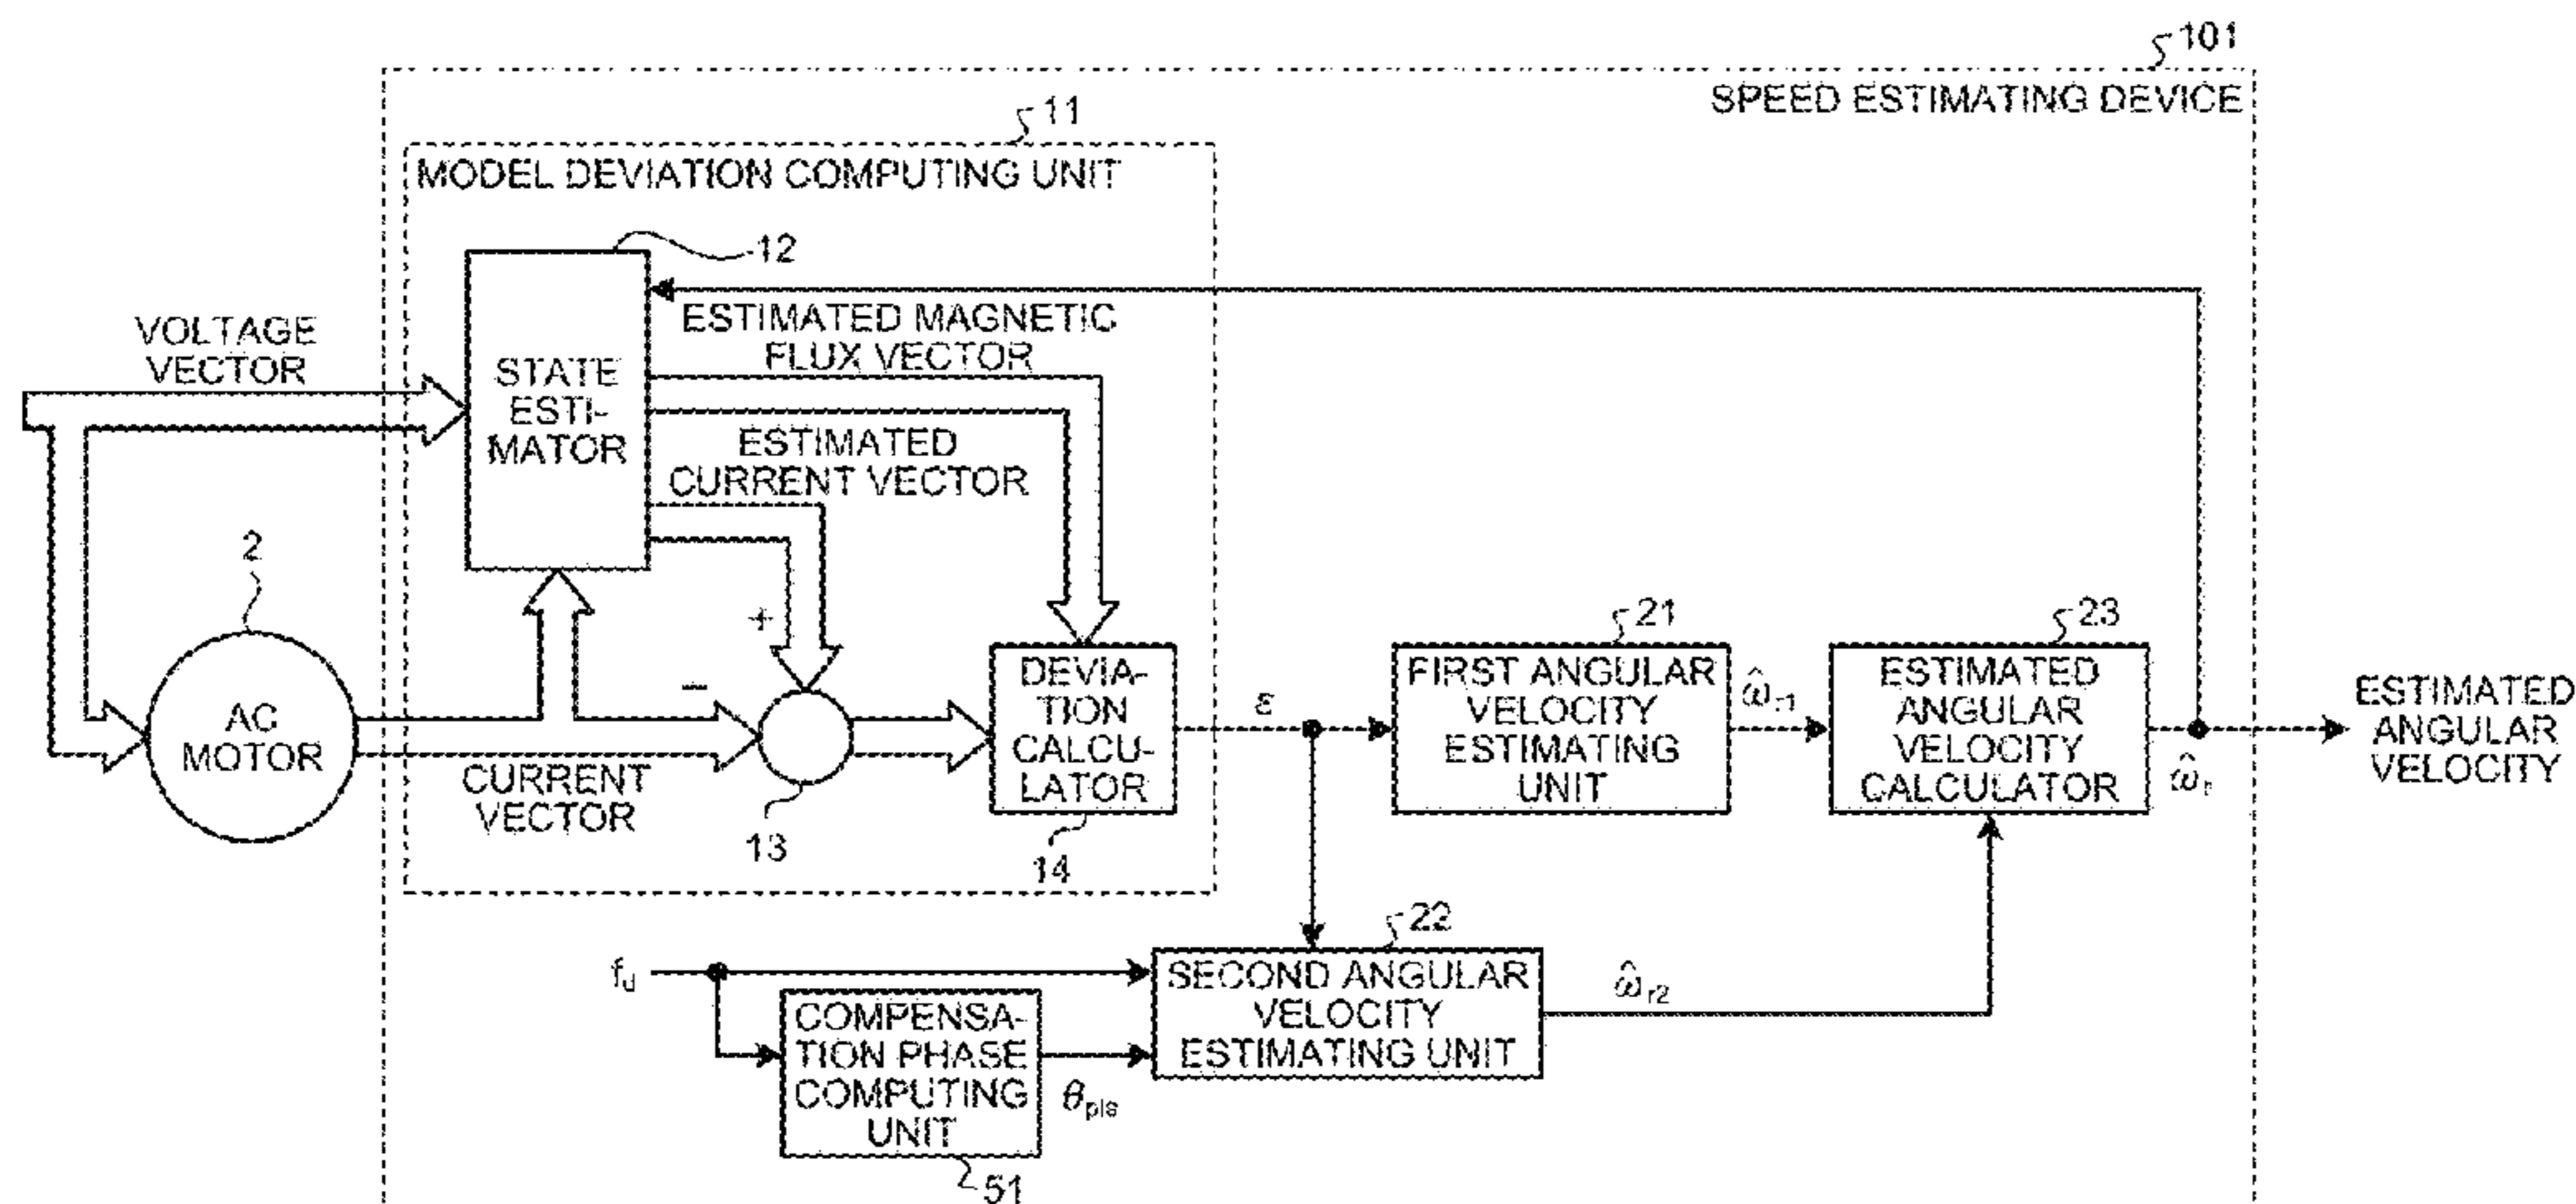 101
SPEED ESTIMATING DEVICE
11
MODEL DEVIATION COMPUTING UNIT
12
VOLTAGE
VECTOR
STATE
ESTI-
MATOR
ESTIMATED MAGNETIC
FLUX VECTOR
ESTIMATED
CURRENT VECTOR
2
AC
MOTOR
+
−
CURRENT
VECTOR
13
DEVIA-
TION
CALCU-
LATOR
14
ε
21
FIRST ANGULAR
VELOCITY
ESTIMATING
UNIT
ω̂r1
23
ESTIMATED
ANGULAR
VELOCITY
CALCULATOR
ω̂r
ESTIMATED
ANGULAR
VELOCITY
22
fd
SECOND ANGULAR
VELOCITY
ESTIMATING UNIT
ω̂r2
COMPENSA-
TION PHASE
COMPUTING
UNIT
θpls
51